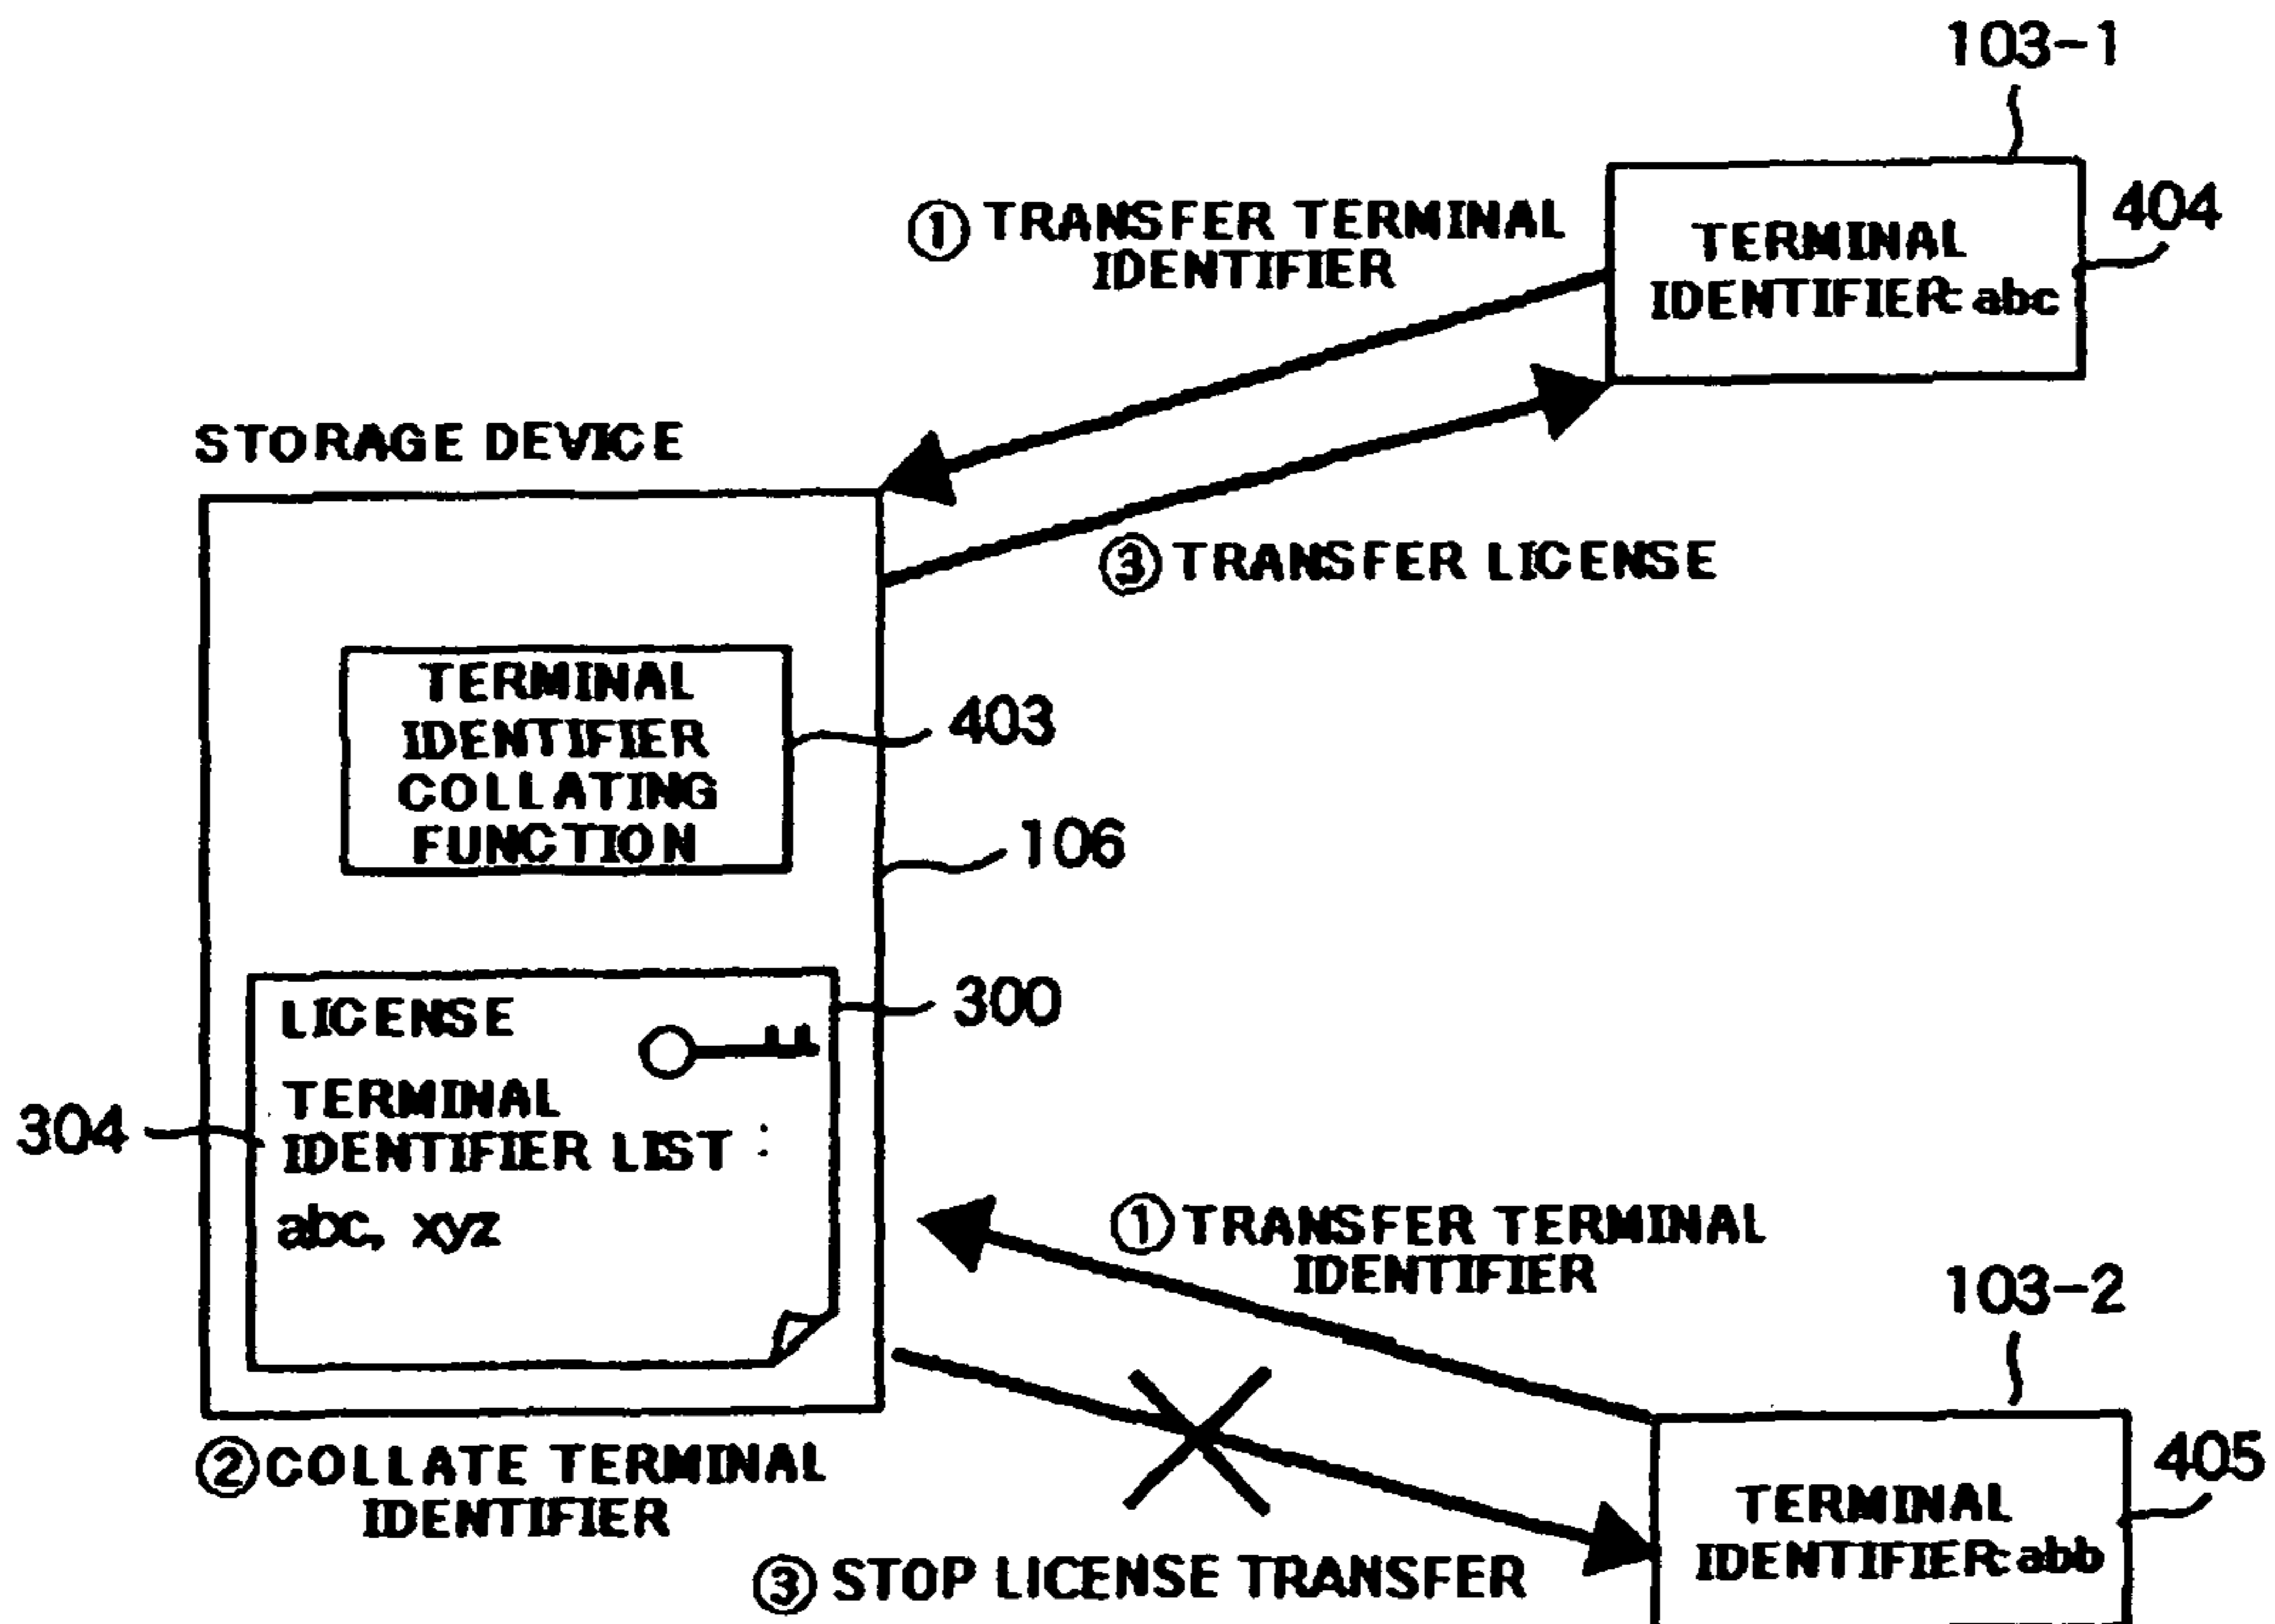 103-1
① TRANSFER TERMINAL
IDENTIFIER
TERMINAL
IDENTIFIER: abc
404
STORAGE DEVICE
③ TRANSFER LICENSE
TERMINAL
IDENTIFIER
COLLATING
FUNCTION
403
106
300
LICENSE
TERMINAL
IDENTIFIER LIST :
abc, xyz
304
① TRANSFER TERMINAL
IDENTIFIER
103-2
② COLLATE TERMINAL
IDENTIFIER
TERMINAL
IDENTIFIER: abb
405
③ STOP LICENSE TRANSFER